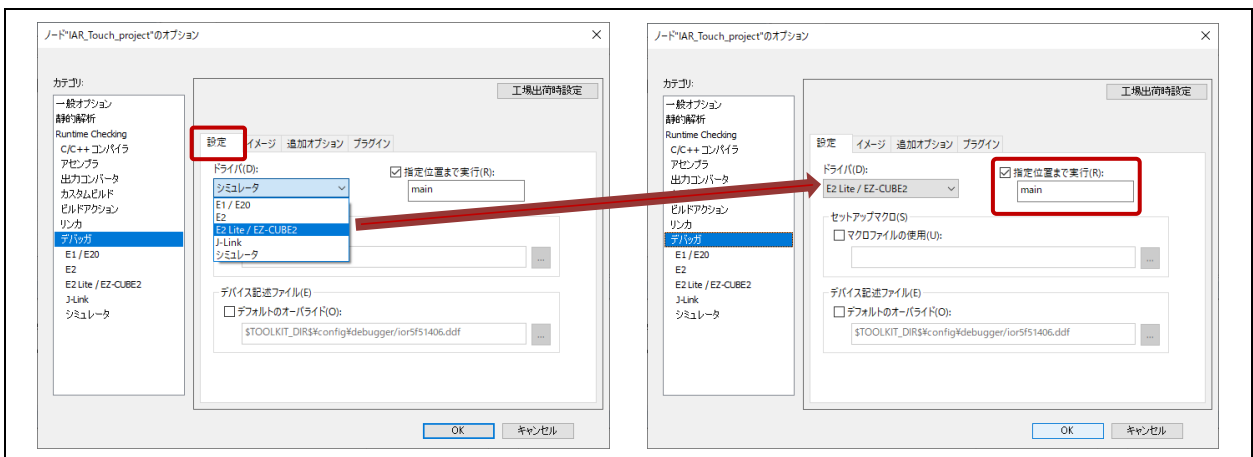 ノード"IAR_Touch_project"のオプション
カテゴリ:
工場出荷時設定
一般オプション
静的解析
Runtime Checking
C/C++ コンパイラ
アセンブラ
出力コンバータ
カスタムビルド
ビルドアクション
リンカ
デバッガ
E1 / E20
E2
E2 Lite / EZ-CUBE2
J-Link
シミュレータ
設定 イメージ 追加オプション プラグイン
ドライバ(D):
シミュレータ
E1 / E20
E2
E2 Lite / EZ-CUBE2
J-Link
シミュレータ
指定位置まで実行(R):
main
...
デバイス記述ファイル(E)
デフォルトのオーバライド(O):
$TOOLKIT_DIR$¥config¥debugger/ior5f51406.ddf
...
OK キャンセル
ノード"IAR_Touch_project"のオプション
カテゴリ:
工場出荷時設定
一般オプション
静的解析
Runtime Checking
C/C++ コンパイラ
アセンブラ
出力コンバータ
ビルドアクション
リンカ
デバッガ
E1 / E20
E2
E2 Lite / EZ-CUBE2
J-Link
シミュレータ
設定 イメージ 追加オプション プラグイン
ドライバ(D):
E2 Lite / EZ-CUBE2
指定位置まで実行(R):
main
セットアップマクロ(S)
マクロファイルの使用(U):
...
デバイス記述ファイル(E)
デフォルトのオーバライド(O):
$TOOLKIT_DIR$¥config¥debugger/ior5f51406.ddf
...
OK キャンセル